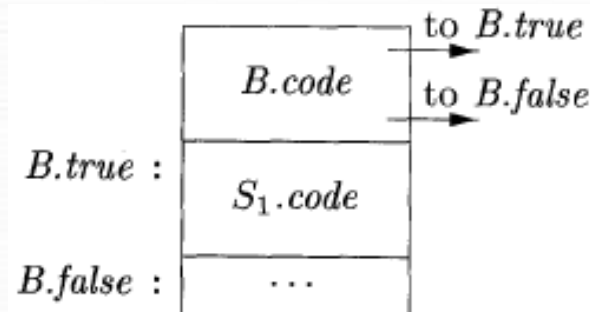 to B.true
B.code
to B.false
B.true :
S₁.code
B.false :
...